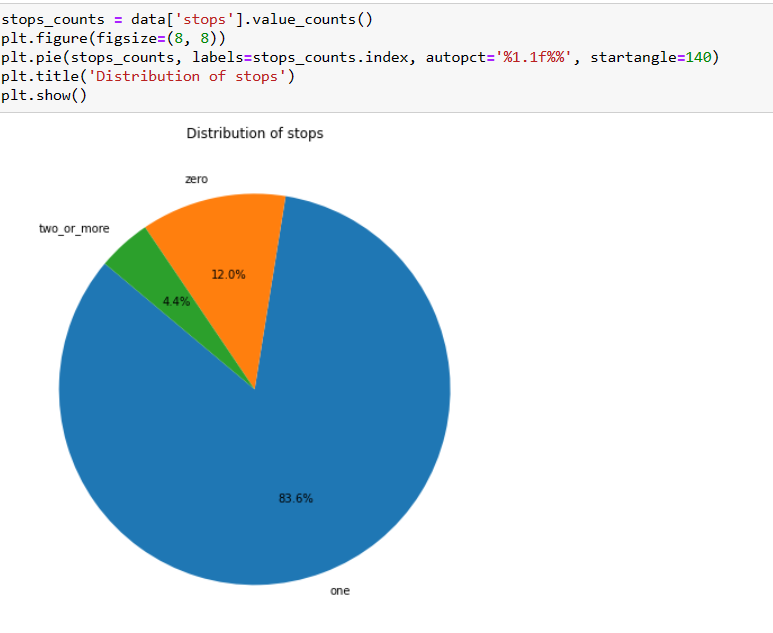 stops_counts = data['stops'].value_counts()
plt.figure(figsize=(8, 8))
plt.pie(stops_counts, labels=stops_counts.index, autopct='%1.1f%%', startangle=140)
plt.title('Distribution of stops')
plt.show()
Distribution of stops
zero
two_or_more
12.0%
4.4%
83.6%
one